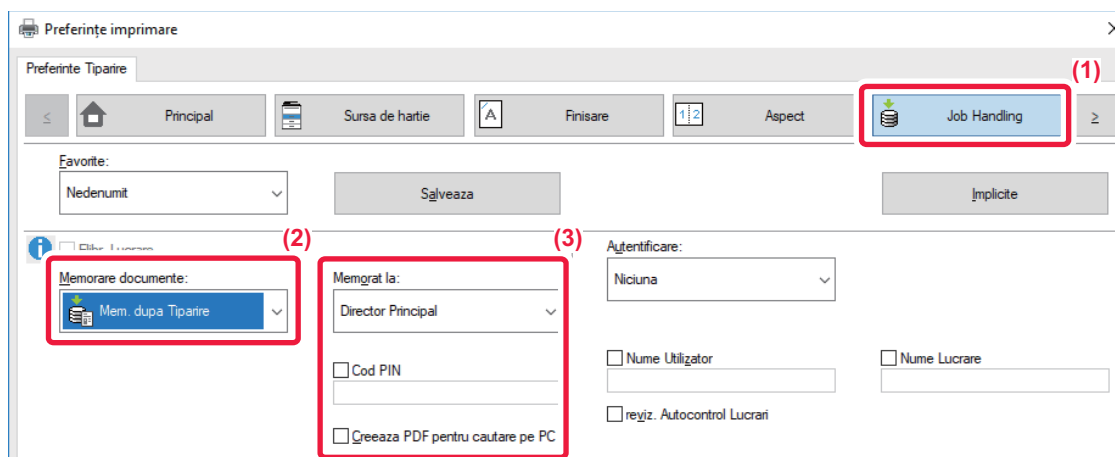 Preferințe imprimare
Preferinte Tiparire
(1)
< Principal Sursa de hartie A Finisare 1 2 Aspect Job Handling >
Favorite:
Nedenumit Salveaza Implicite
(2) (3)
Autentificare:
Memorare documente: Memorat la: Niciuna
Mem. dupa Tiparire Director Principal
Cod PIN Nume Utilizator Nume Lucrare
reviz. Autocontrol Lucrari
Creeaza PDF pentru cautare pe PC